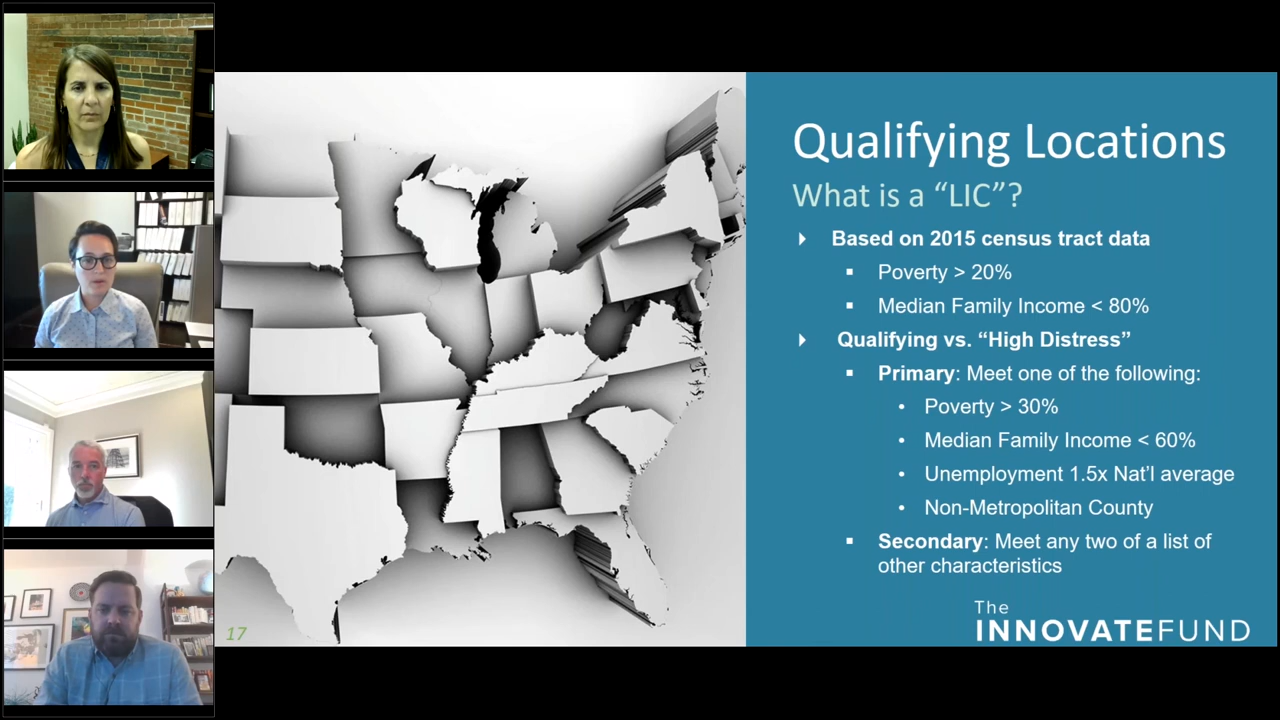 Qualifying Locations
What is a “LIC”?
Based on 2015 census tract data
Poverty > 20%
Median Family Income < 80%
Qualifying vs. “High Distress”
Primary: Meet one of the following:
Poverty > 30%
Median Family Income < 60%
Unemployment 1.5x Nat’l average
Non-Metropolitan County
Secondary: Meet any two of a list of
other characteristics
The
INNOVATEFUND
17